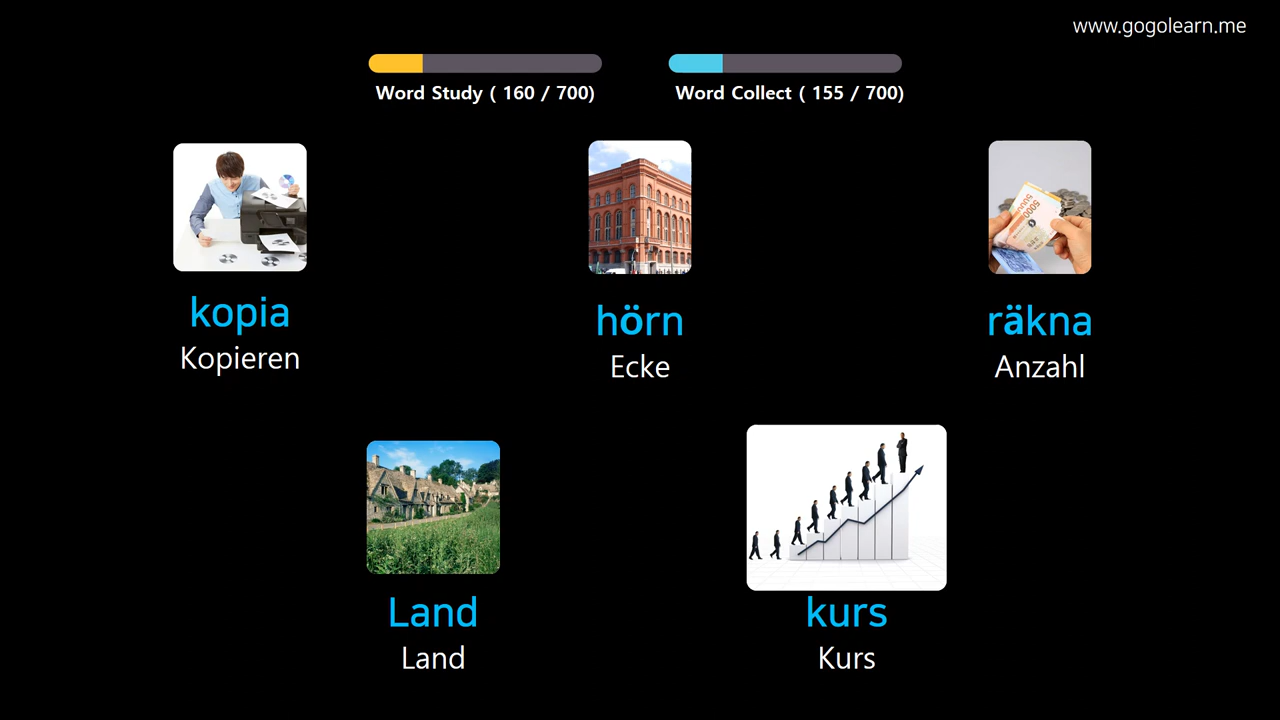 www.gogolearn.me
Word Study ( 160 / 700)
Word Collect ( 155 / 700)
kopia
Kopieren
hörn
Ecke
räkna
Anzahl
Land
Land
kurs
Kurs